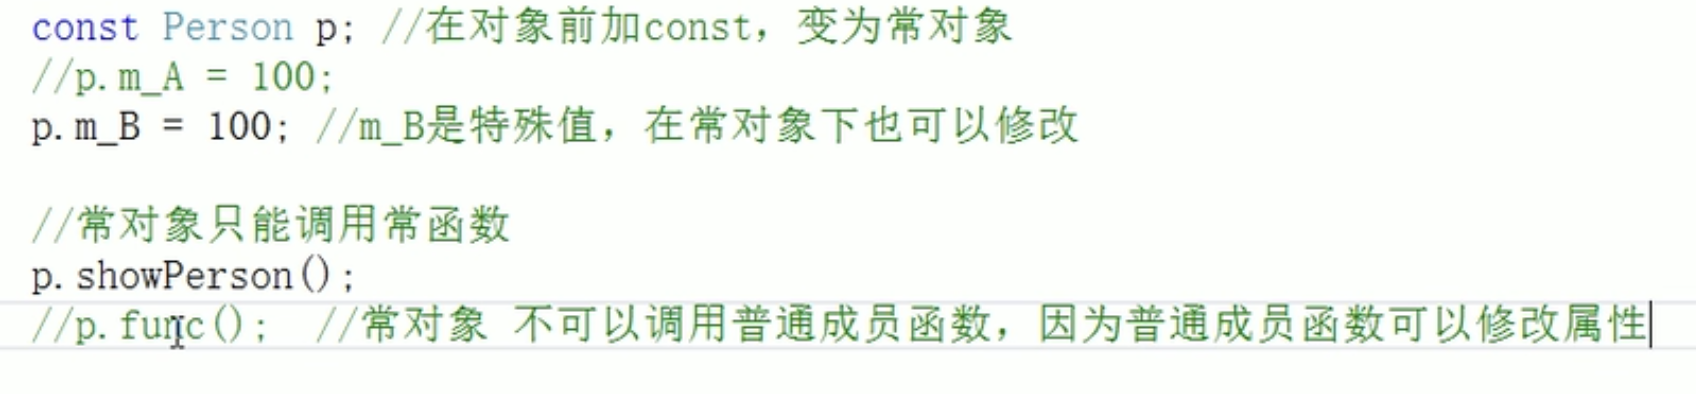 const Person p; //在对象前加const，变为常对象
//p.m_A = 100;
p.m_B = 100; //m_B是特殊值，在常对象下也可以修改
//常对象只能调用常函数
p.showPerson();
//p.func(); //常对象 不可以调用普通成员函数，因为普通成员函数可以修改属性